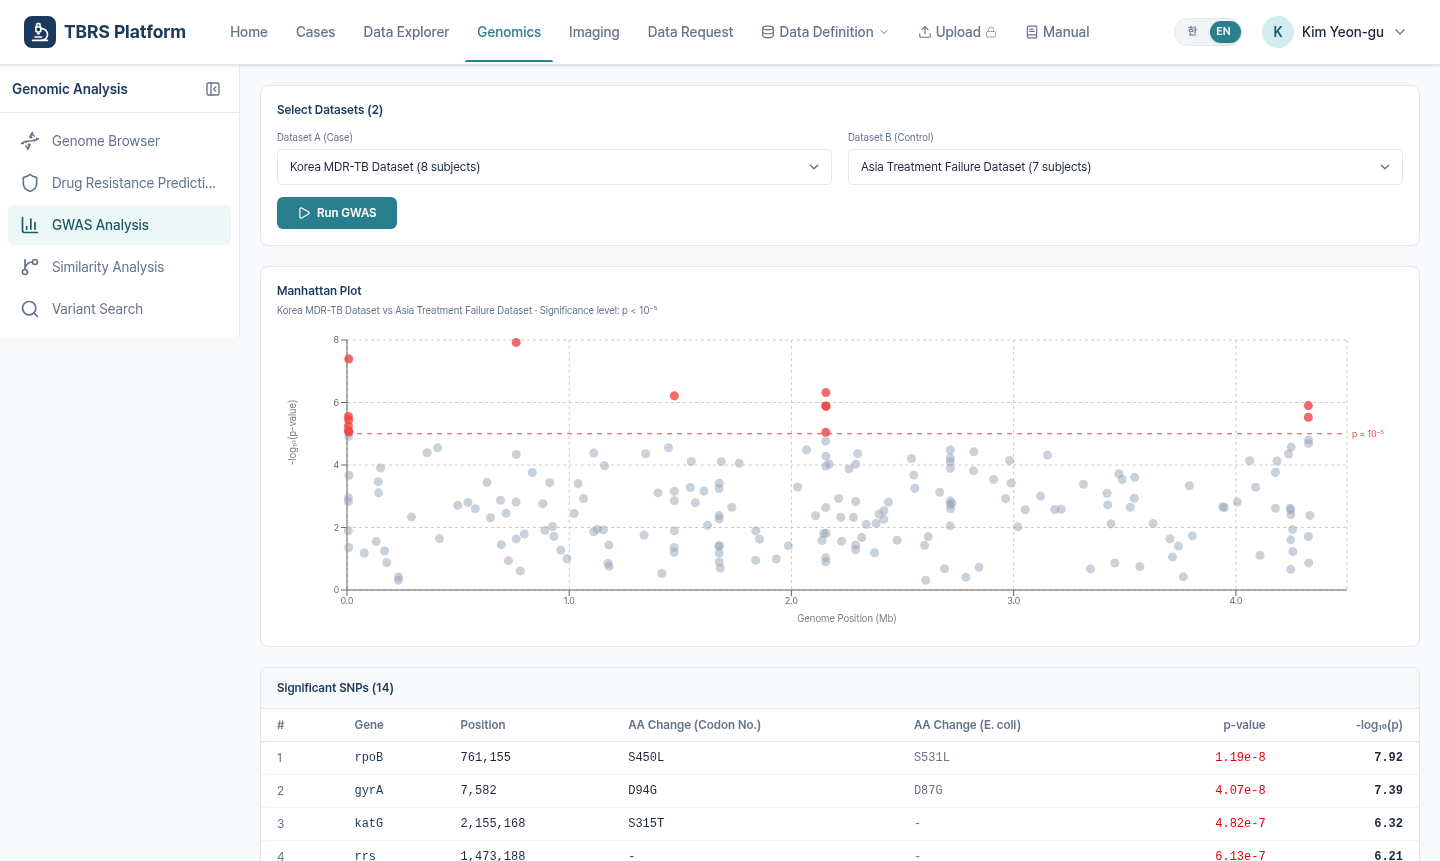 TBRS Platform
Home
Cases
Data Explorer
Genomics
Imaging
Data Request
Data Definition
Upload
Manual
한
EN
K
Kim Yeon-gu
Genomic Analysis
Genome Browser
Drug Resistance Predicti...
GWAS Analysis
Similarity Analysis
Variant Search
Select Datasets (2)
Dataset A (Case)
Dataset B (Control)
Korea MDR-TB Dataset (8 subjects)
Asia Treatment Failure Dataset (7 subjects)
Run GWAS
Manhattan Plot
Korea MDR-TB Dataset vs Asia Treatment Failure Dataset · Significance level: p < 10⁻⁵
8
6
4
2
0
-log₁₀(p-value)
p = 10⁻⁵
0.0 1.0 2.0 3.0 4.0
Genome Position (Mb)
Significant SNPs (14)
# Gene Position AA Change (Codon No.) AA Change (E. coli) p-value -log₁₀(p)
1 rpoB 761,155 S450L S531L 1.19e-8 7.92
2 gyrA 7,582 D94G D87G 4.07e-8 7.39
3 katG 2,155,168 S315T - 4.82e-7 6.32
4 rrs 1,473,188 - - 6.13e-7 6.21